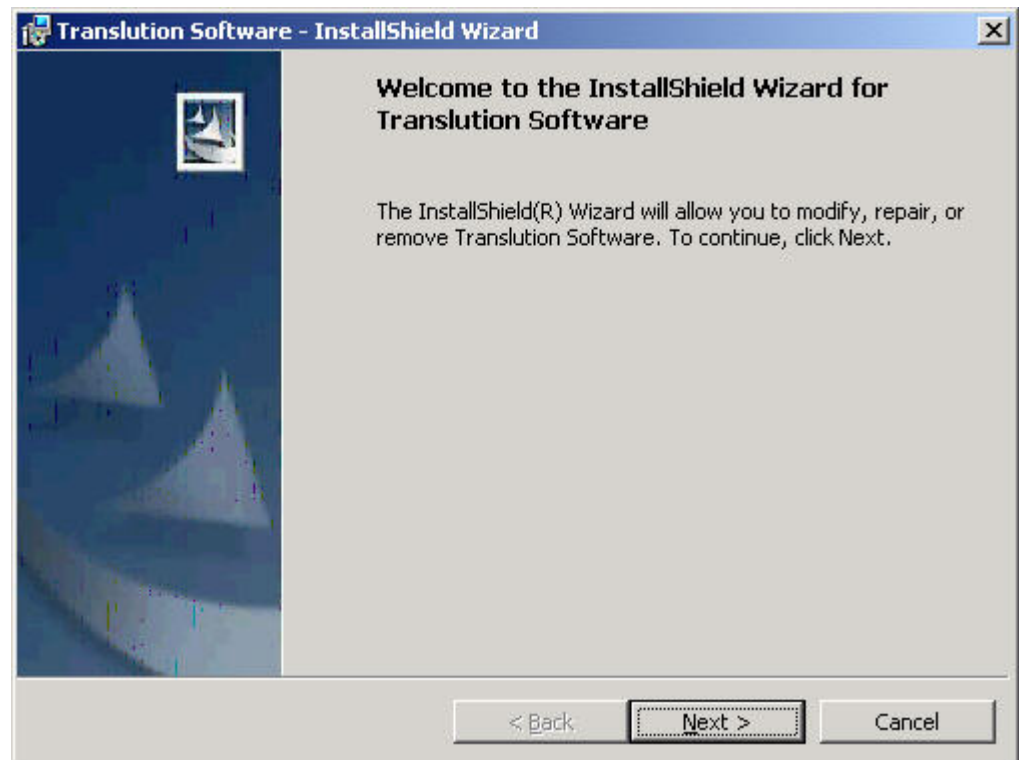 Translution Software - InstallShield Wizard
Welcome to the InstallShield Wizard for
Translution Software
The InstallShield(R) Wizard will allow you to modify, repair, or
remove Translution Software. To continue, click Next.
< Back
Next >
Cancel